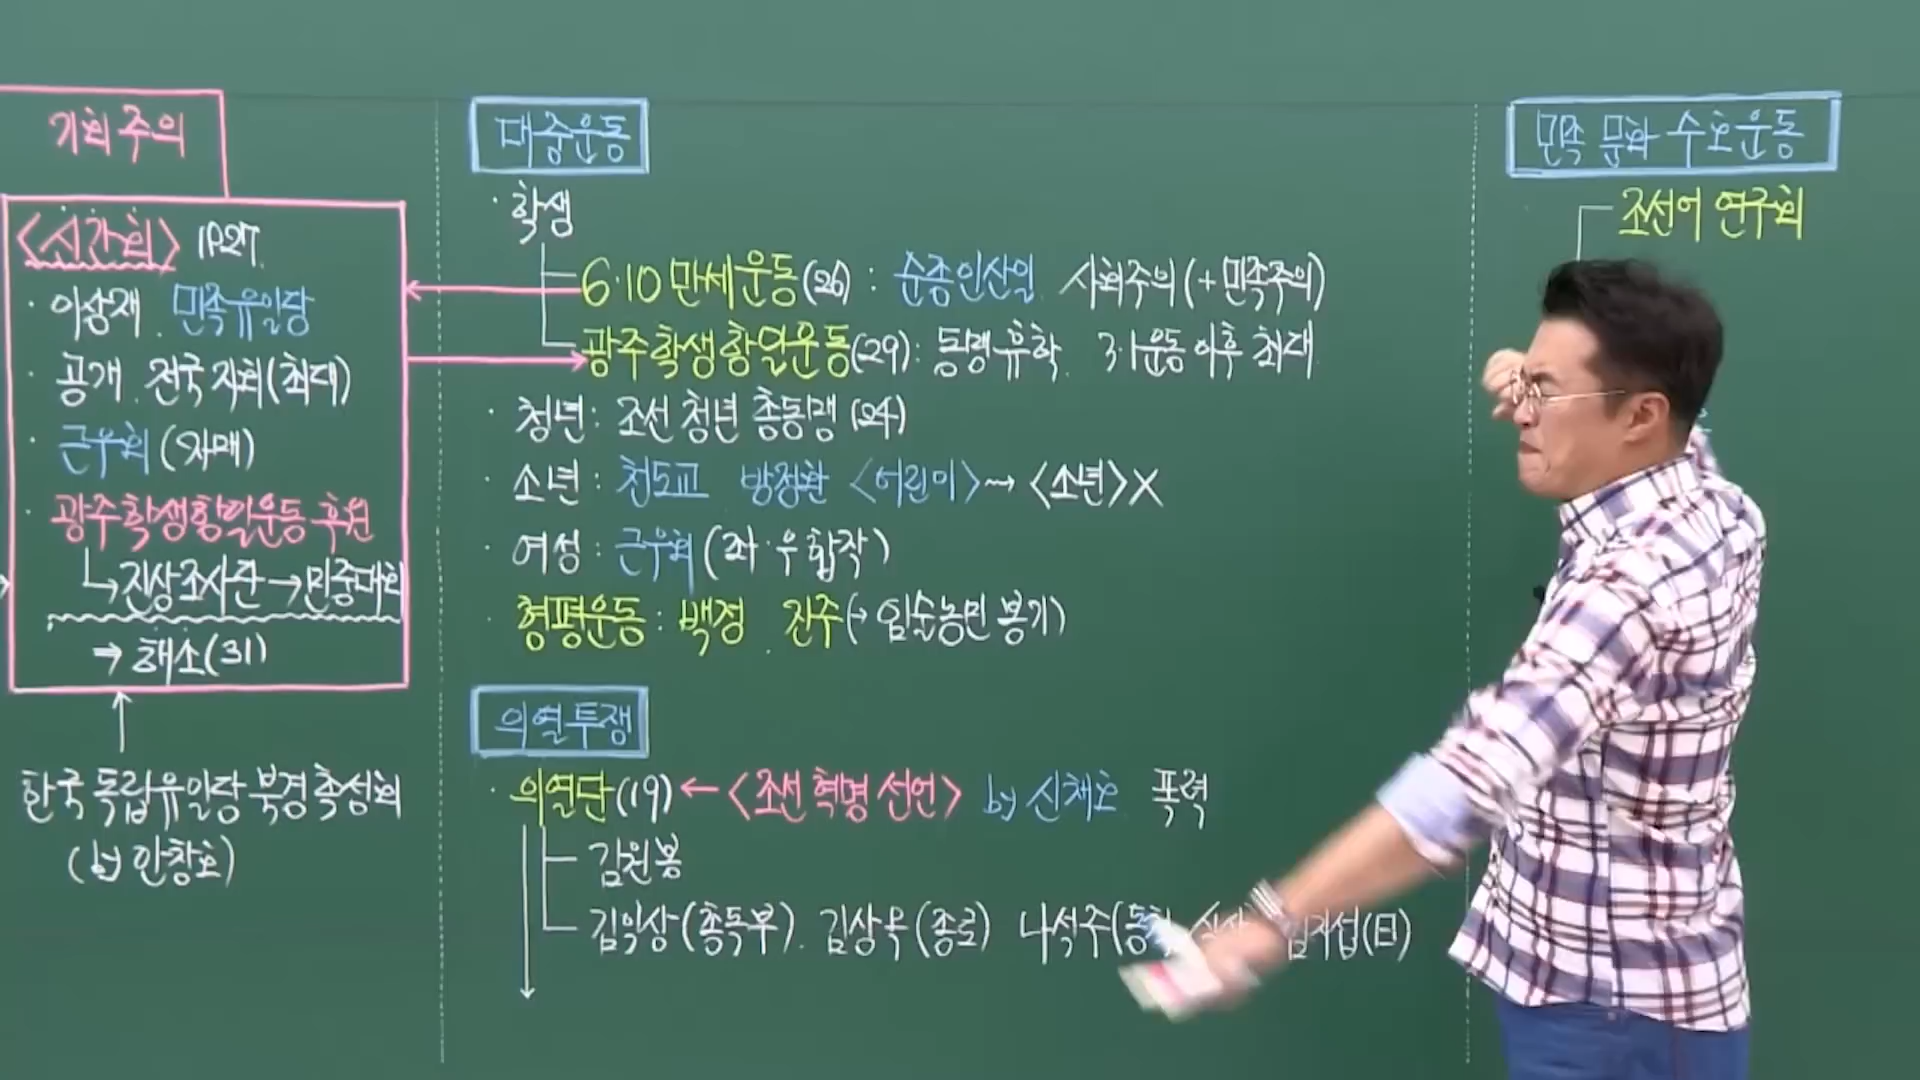 기회주의
<신간회> 1927.
· 이상재. 민족유일당
· 공개. 전국 지회(최대)
· 근우회 (자매)
· 광주학생항일운동 후원
→진상조사단→민중대회
→ 해소(31)
한국독립유일당 북경촉성회
(by 안창호)
대중운동
· 학생
6·10 만세운동(26) : 순종인산일. 사회주의(+민족주의)
광주학생항일운동(29) : 동맹휴학. 3·1운동 이후 최대.
· 청년 : 조선 청년 총동맹 (24)
· 소년 : 천도교 방정환 <어린이>→ <소년>X
· 여성 : 근우회 (좌·우 합작)
· 형평운동 : 백정. 진주(→ 임술농민 봉기)
의열투쟁
· 의열단(19) ← <조선 혁명 선언> by 신채호. 폭력
김원봉
김익상(총독부). 김상옥(종로) 나석주( 김지섭(日)
민족 문화 수호운동
조선어 연구회